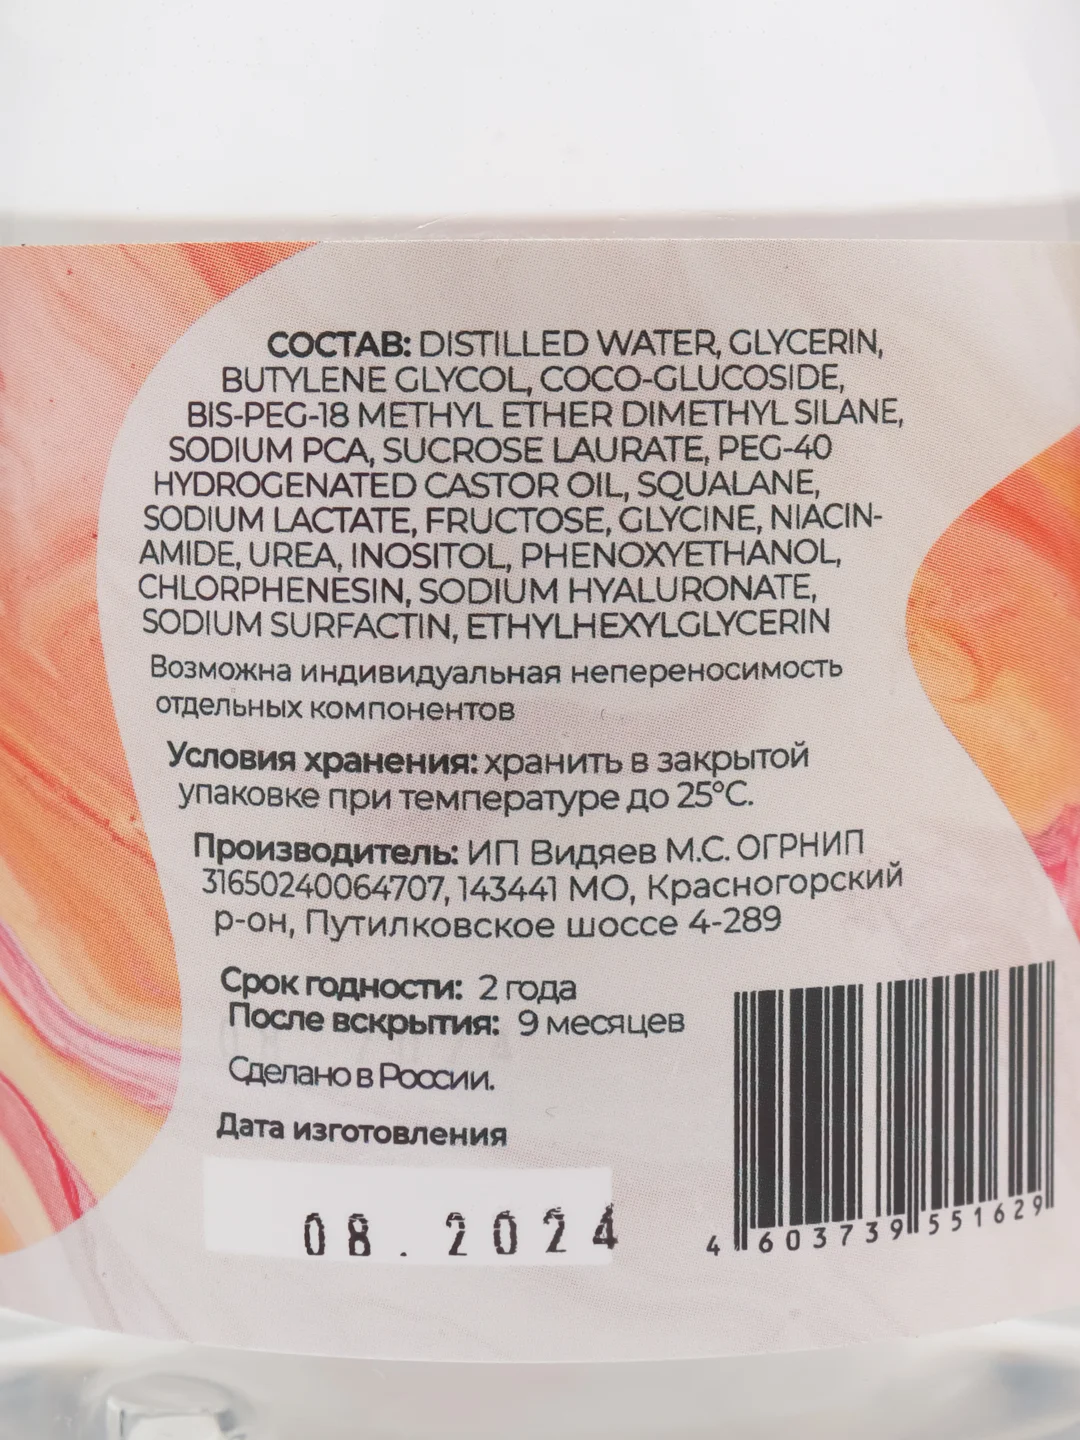 СОСТАВ: DISTILLED WATER, GLYCERIN,
BUTYLENE GLYCOL, COCO-GLUCOSIDE,
BIS-PEG-18 METHYL ETHER DIMETHYL SILANE,
SODIUM PCA, SUCROSE LAURATE, PEG-40
HYDROGENATED CASTOR OIL, SQUALANE,
SODIUM LACTATE, FRUCTOSE, GLYCINE, NIACIN-
AMIDE, UREA, INOSITOL, PHENOXYETHANOL,
CHLORPHENESIN, SODIUM HYALURONATE,
SODIUM SURFACTIN, ETHYLHEXYLGLYCERIN
Возможна индивидуальная непереносимость
отдельных компонентов
Условия хранения: хранить в закрытой
упаковке при температуре до 25°С.
Производитель: ИП Видяев М.С. ОГРНИП
31650240064707, 143441 МО, Красногорский
р-он, Путилковское шоссе 4-289
Срок годности: 2 года
После вскрытия: 9 месяцев
Сделано в России.
Дата изготовления
08.2024
4 603739 551629